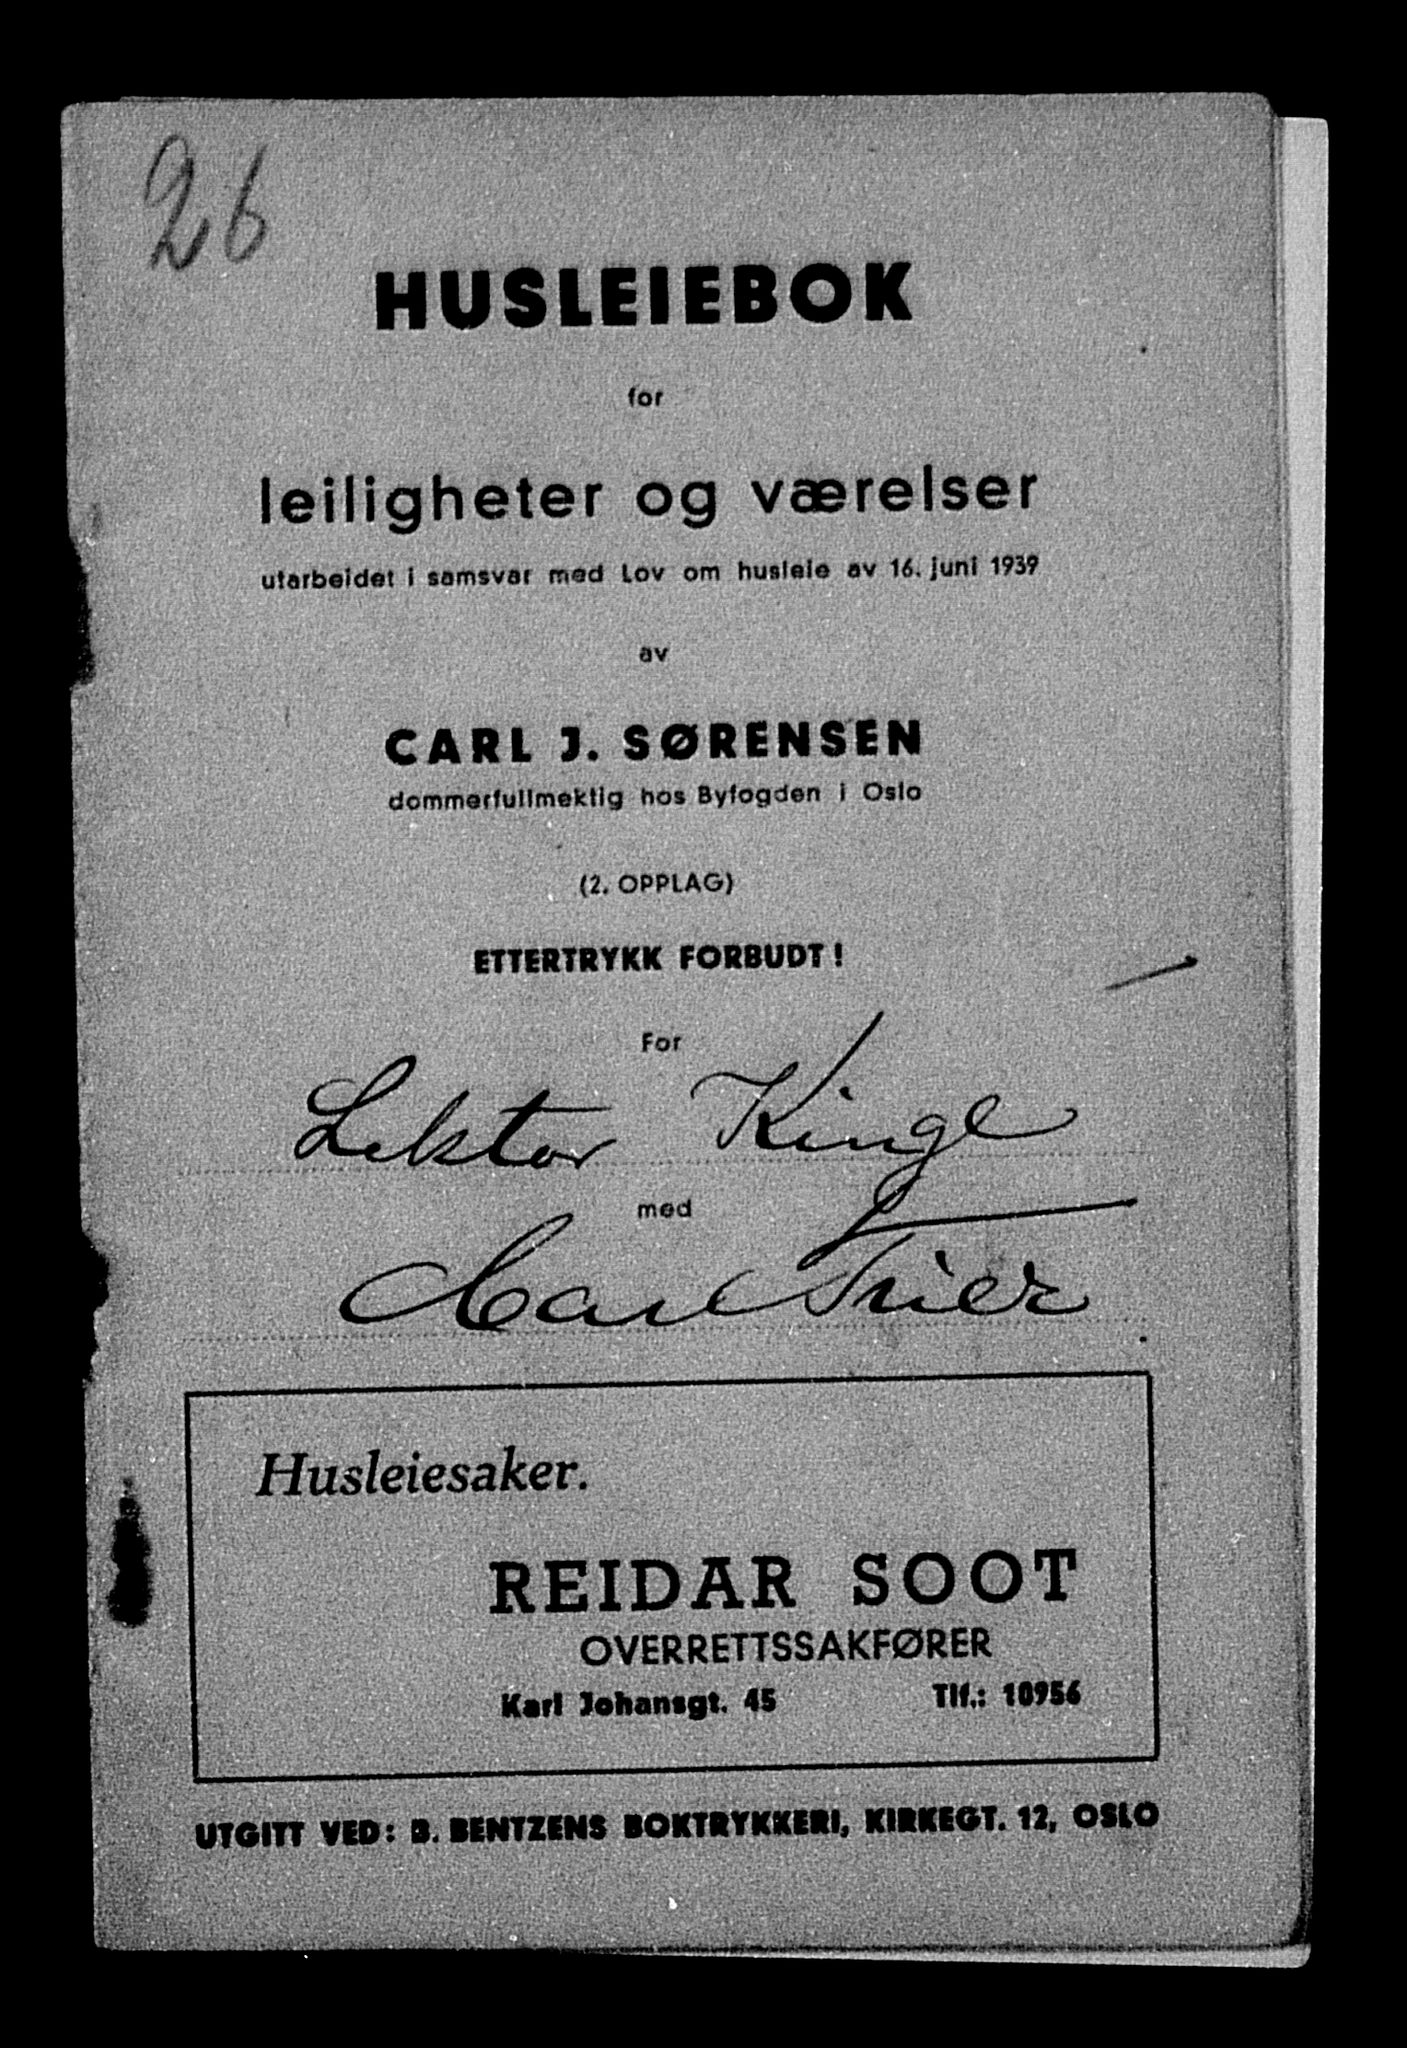 26
HUSLEIEBOK
for
leiligheter og værelser
utarbeidet i samsvar med Lov om husleie av 16. juni 1939
av
CARL J. SØRENSEN
dommerfullmektig hos Byfogden i Oslo
(2. OPPLAG)
ETTERTRYKK FORBUDT!
For
Lektor Kinge
med
Carl Trier
Husleiesaker.
REIDAR SOOT
OVERRETTSSAKFØRER
Karl Johansgt. 45 Tlf.: 10956
UTGITT VED: B. BENTZENS BOKTRYKKERI, KIRKEGT. 12, OSLO